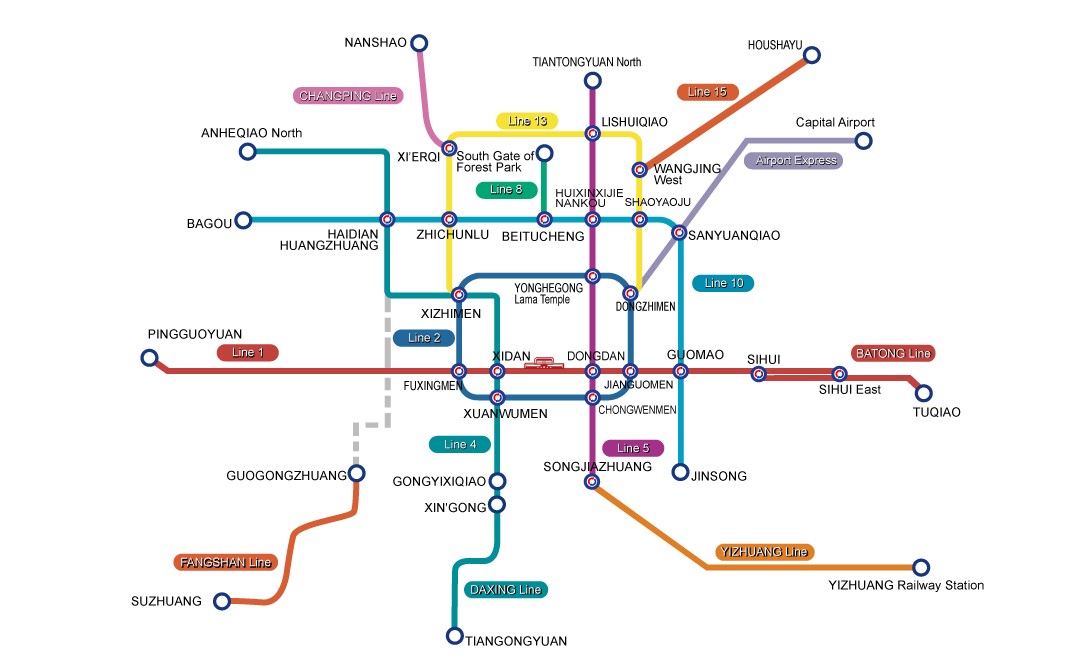 NANSHAO
HOUSHAYU
TIANTONGYUAN North
CHANGPING Line
Line 15
Line 13
LISHUIQIAO
Capital Airport
ANHEQIAO North
XI'ERQI
South Gate of
Forest Park
Airport Express
WANGJING
West
Line 8
HUIXINXIJIE
NANKOU
SHAOYAOJU
BAGOU
HAIDIAN
HUANGZHUANG
ZHICHUNLU
BEITUCHENG
SANYUANQIAO
YONGHEGONG
Lama Temple
Line 10
DONGZHIMEN
XIZHIMEN
PINGGUOYUAN
Line 2
Line 1
XIDAN
DONGDAN
GUOMAO
SIHUI
BATONG Line
FUXINGMEN
JIANGUOMEN
SIHUI East
XUANWUMEN
CHONGWENMEN
TUQIAO
Line 4
Line 5
SONGJIAZHUANG
GUOGONGZHUANG
GONGYIXIQIAO
JINSONG
XIN'GONG
YIZHUANG Line
FANGSHAN Line
YIZHUANG Railway Station
DAXING Line
SUZHUANG
TIANGONGYUAN